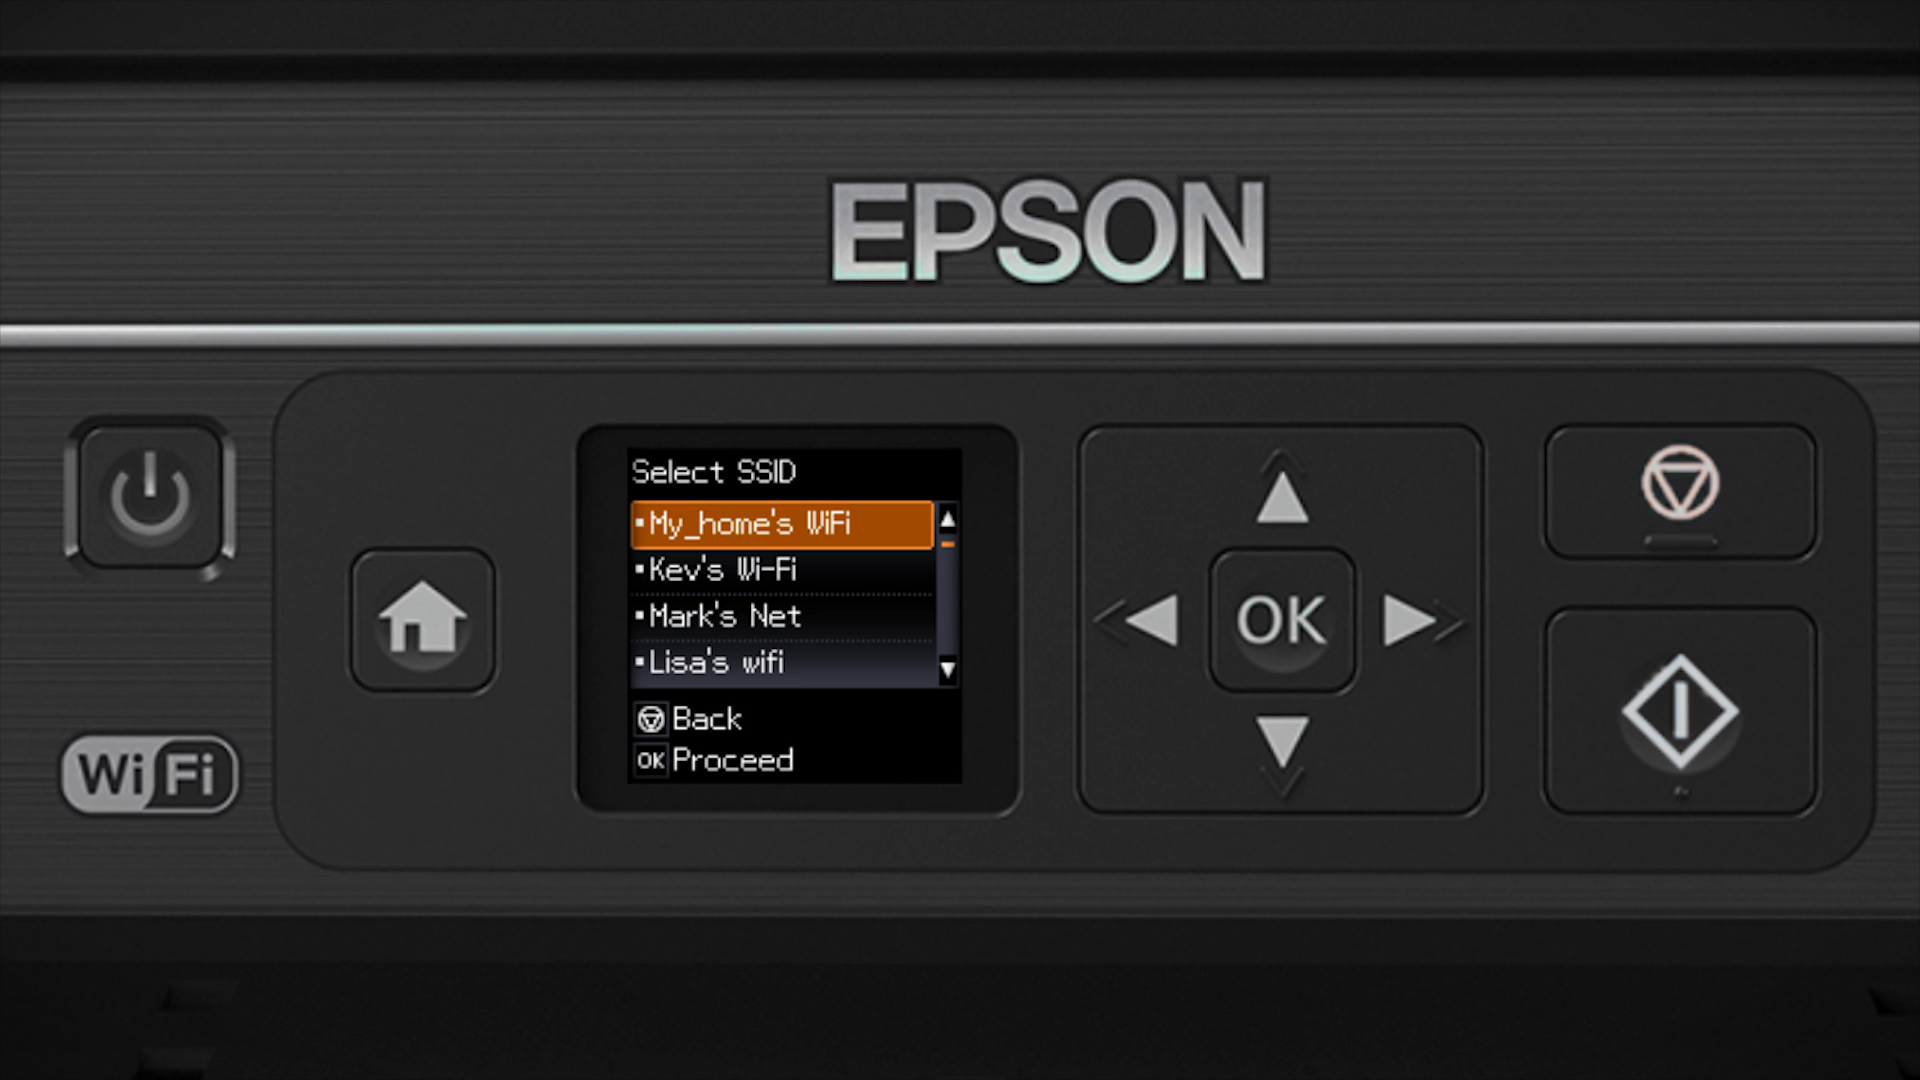 EPSON
Select SSID
My_home's WiFi
Kev's Wi-Fi
Mark's Net
Lisa's wifi
Back
OK Proceed
OK
Wi Fi